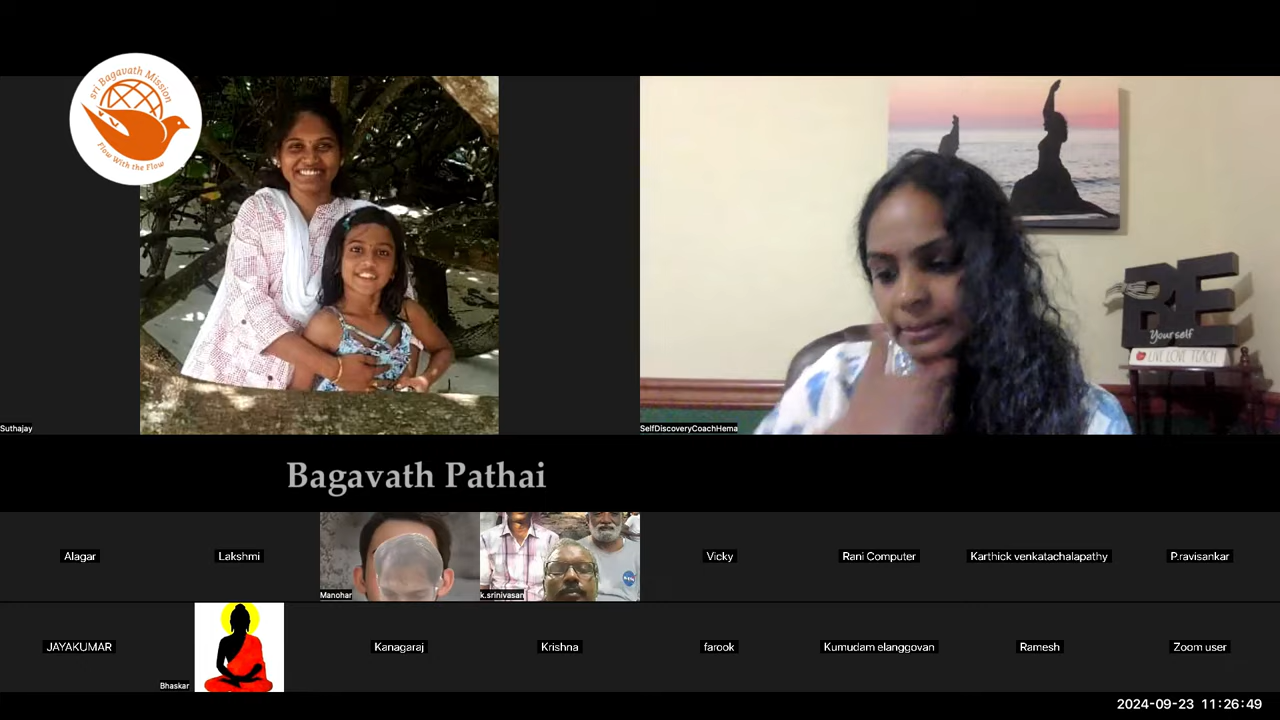 sri Bagavath Mission
Flow With the Flow
BE
Yourself
LIVE LOVE TEACH
Suthajay
SelfDiscoveryCoachHema
Bagavath Pathai
Alagar
Lakshmi
Manohar
k.srinivasan
Vicky
Rani Computer
Karthick venkatachalapathy
P.ravisankar
JAYAKUMAR
Bhaskar
Kanagaraj
Krishna
farook
Kumudam elanggovan
Ramesh
Zoom user
2024-09-23 11:26:49